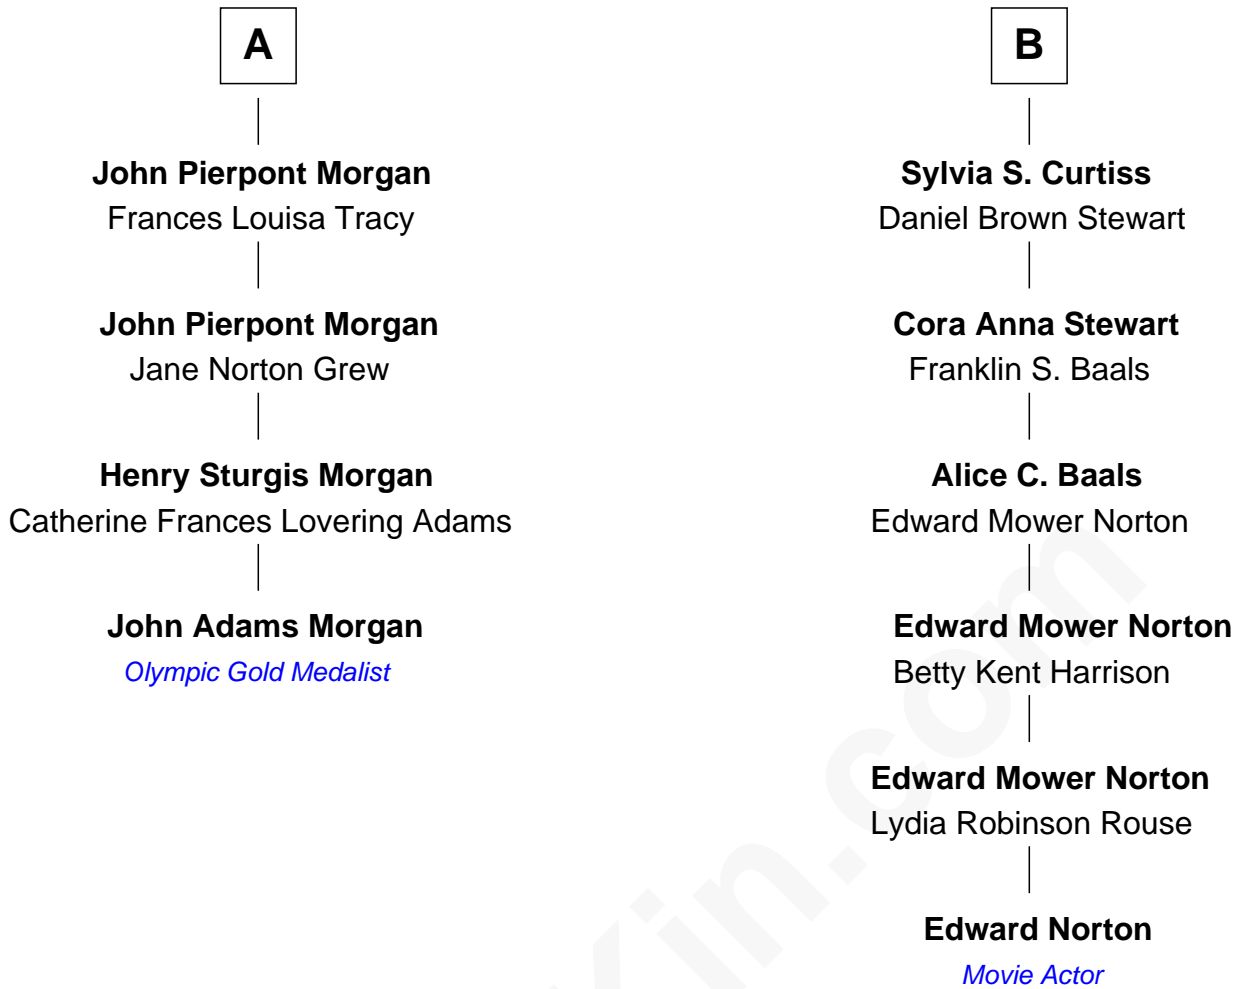 A
John Pierpont Morgan
Frances Louisa Tracy
John Pierpont Morgan
Jane Norton Grew
Henry Sturgis Morgan
Catherine Frances Lovering Adams
John Adams Morgan
Olympic Gold Medalist
B
Sylvia S. Curtiss
Daniel Brown Stewart
Cora Anna Stewart
Franklin S. Baals
Alice C. Baals
Edward Mower Norton
Edward Mower Norton
Betty Kent Harrison
Edward Mower Norton
Lydia Robinson Rouse
Edward Norton
Movie Actor
Kin.com